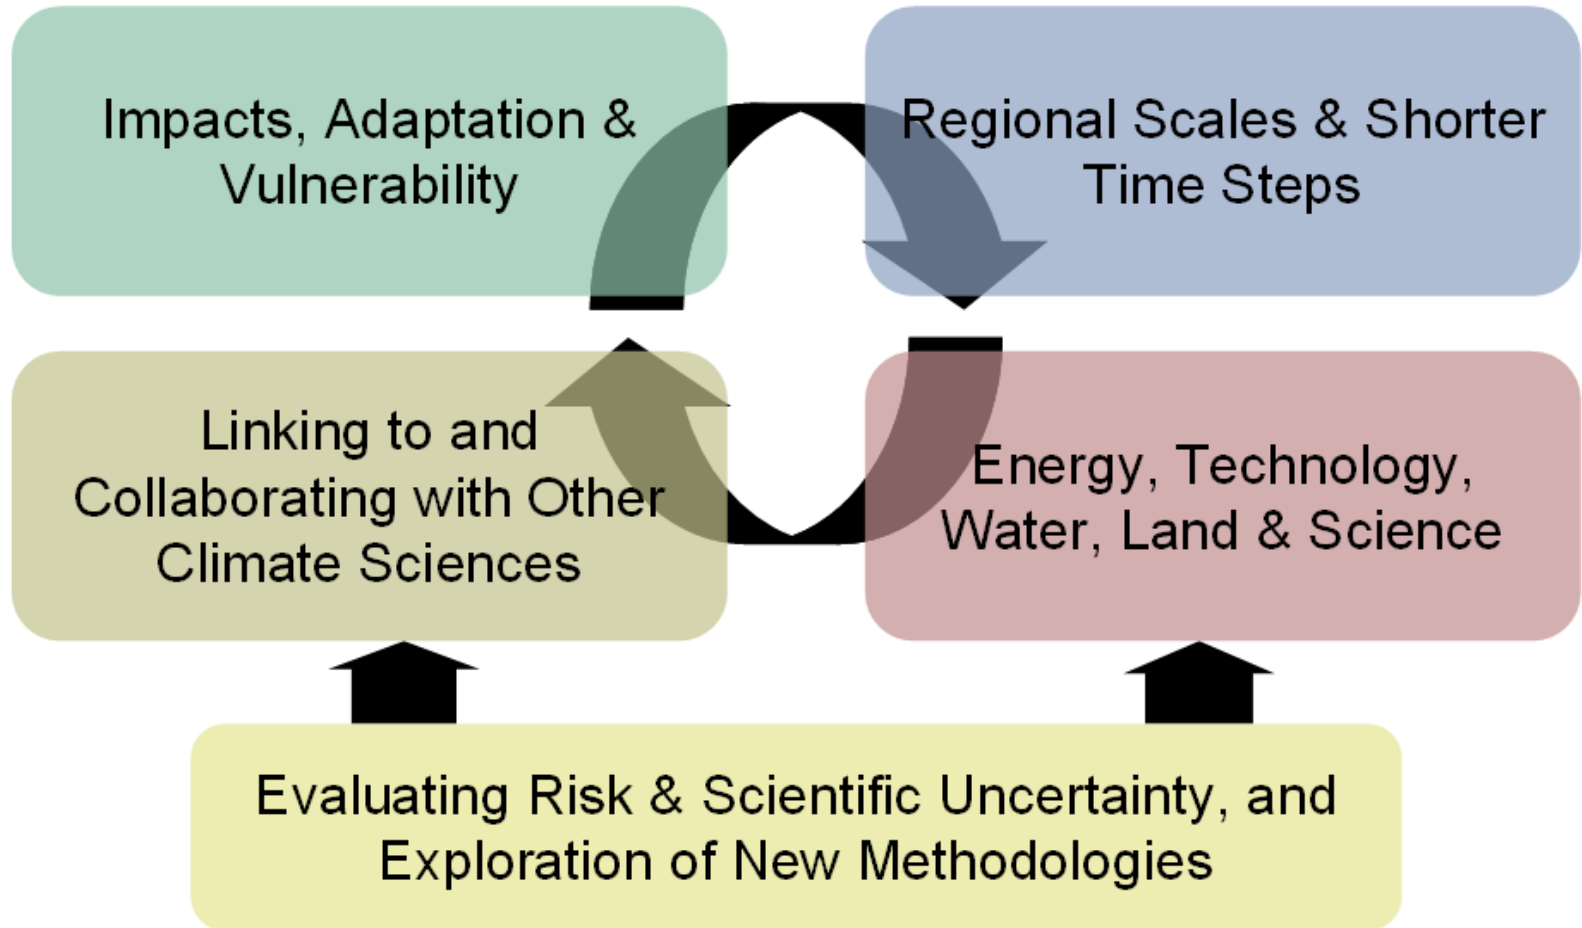 Impacts, Adaptation &
Vulnerability
Regional Scales & Shorter
Time Steps
Linking to and
Collaborating with Other
Climate Sciences
Energy, Technology,
Water, Land & Science
Evaluating Risk & Scientific Uncertainty, and
Exploration of New Methodologies